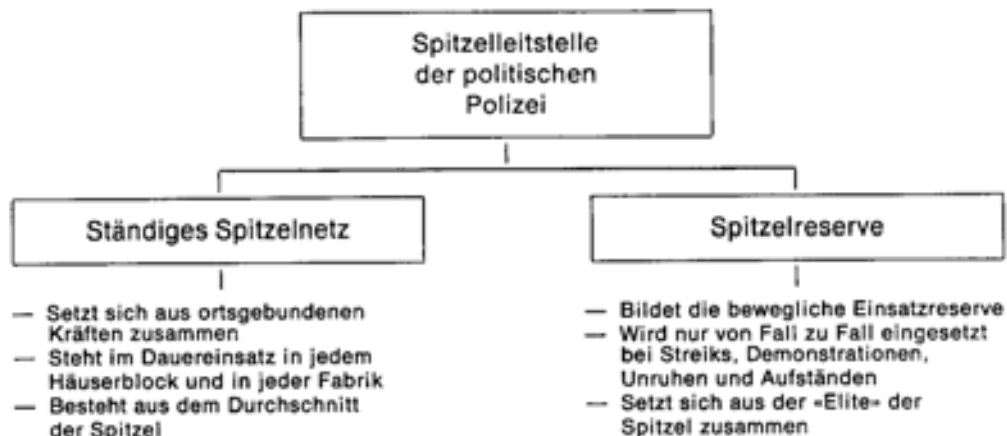 Spitzelleitstelle
der politischen
Polizei
Ständiges Spitzelnetz
— Setzt sich aus ortsgebundenen
Kräften zusammen
— Steht im Dauereinsatz in jedem
Häuserblock und in jeder Fabrik
— Besteht aus dem Durchschnitt
der Spitzel
Spitzelreserve
— Bildet die bewegliche Einsatzreserve
— Wird nur von Fall zu Fall eingesetzt
bei Streiks, Demonstrationen,
Unruhen und Aufständen
— Setzt sich aus der «Elite» der
Spitzel zusammen